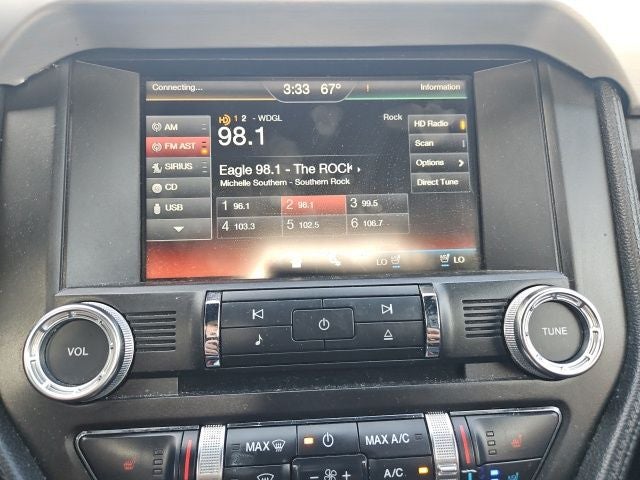 Connecting... 3:33 67° ! Information
HD 1 2 - WDGL Rock
98.1
AM
FM AST
SIRIUS
CD
USB
HD Radio
Scan
Options
Direct Tune
Eagle 98.1 - The ROCK
Michelle Southern - Southern Rock
1 96.1 2 98.1 3 99.5
4 103.3 5 102.5 6 106.7
LO LO
VOL
TUNE
MAX MAX A/C
A/C